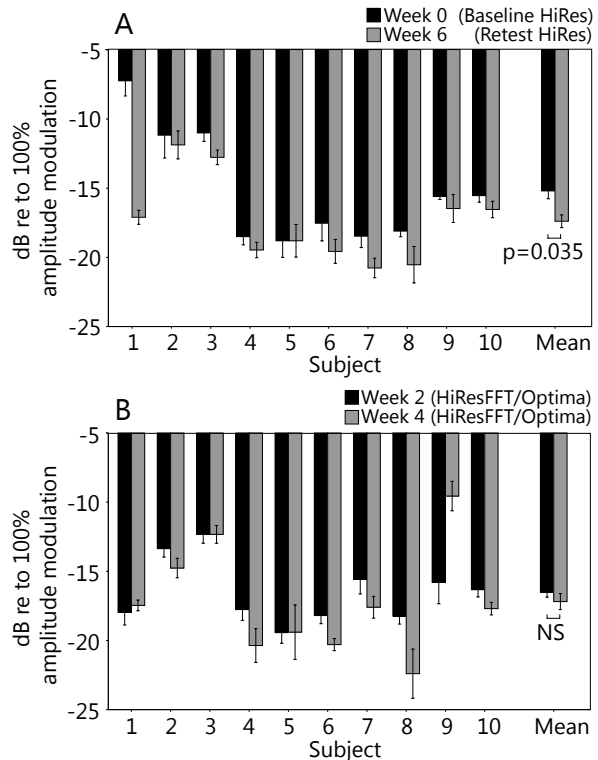 A
Week 0 (Baseline HiRes)
Week 6 (Retest HiRes)
dB re to 100%
amplitude modulation
-5
-10
-15
-20
-25
p=0.035
1 2 3 4 5 6 7 8 9 10 Mean
Subject
B
Week 2 (HiResFFT/Optima)
Week 4 (HiResFFT/Optima)
dB re to 100%
amplitude modulation
-5
-10
-15
-20
-25
NS
1 2 3 4 5 6 7 8 9 10 Mean
Subject